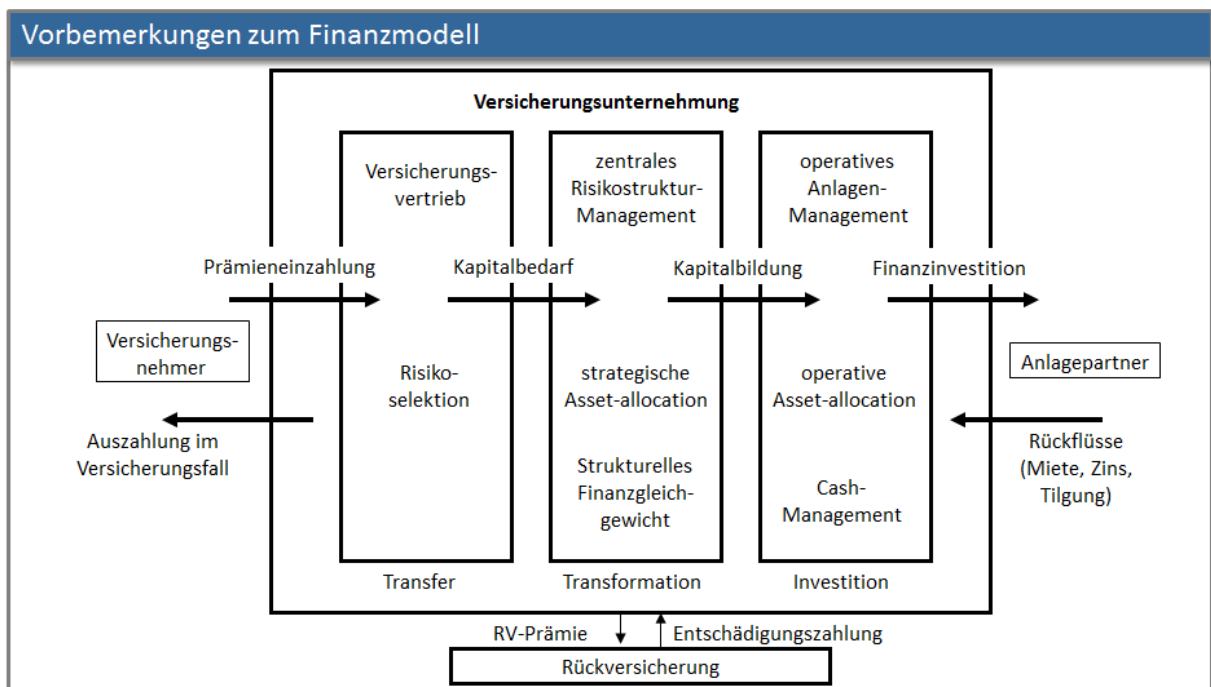 Vorbemerkungen zum Finanzmodell
Versicherungsunternehmung
Versicherungs-
vertrieb
zentrales
Risikostruktur-
Management
operatives
Anlagen-
Management
Prämieneinzahlung
Kapitalbedarf
Kapitalbildung
Finanzinvestition
Versicherungs-
nehmer
Anlagepartner
Risiko-
selektion
strategische
Asset-allocation
operative
Asset-allocation
Auszahlung im
Versicherungsfall
Rückflüsse
(Miete, Zins,
Tilgung)
Strukturelles
Finanzgleich-
gewicht
Cash-
Management
Transfer
Transformation
Investition
RV-Prämie
Entschädigungszahlung
Rückversicherung